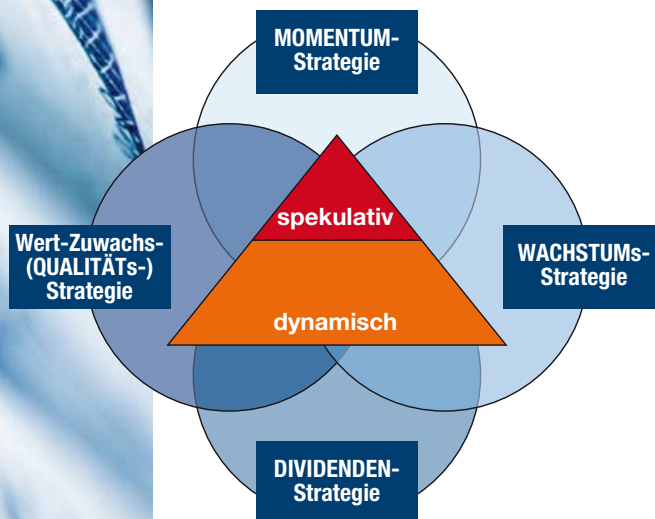 MOMENTUM-
Strategie
spekulativ
Wert-Zuwachs-
(QUALITÄTs-)
Strategie
WACHSTUMs-
Strategie
dynamisch
DIVIDENDEN-
Strategie